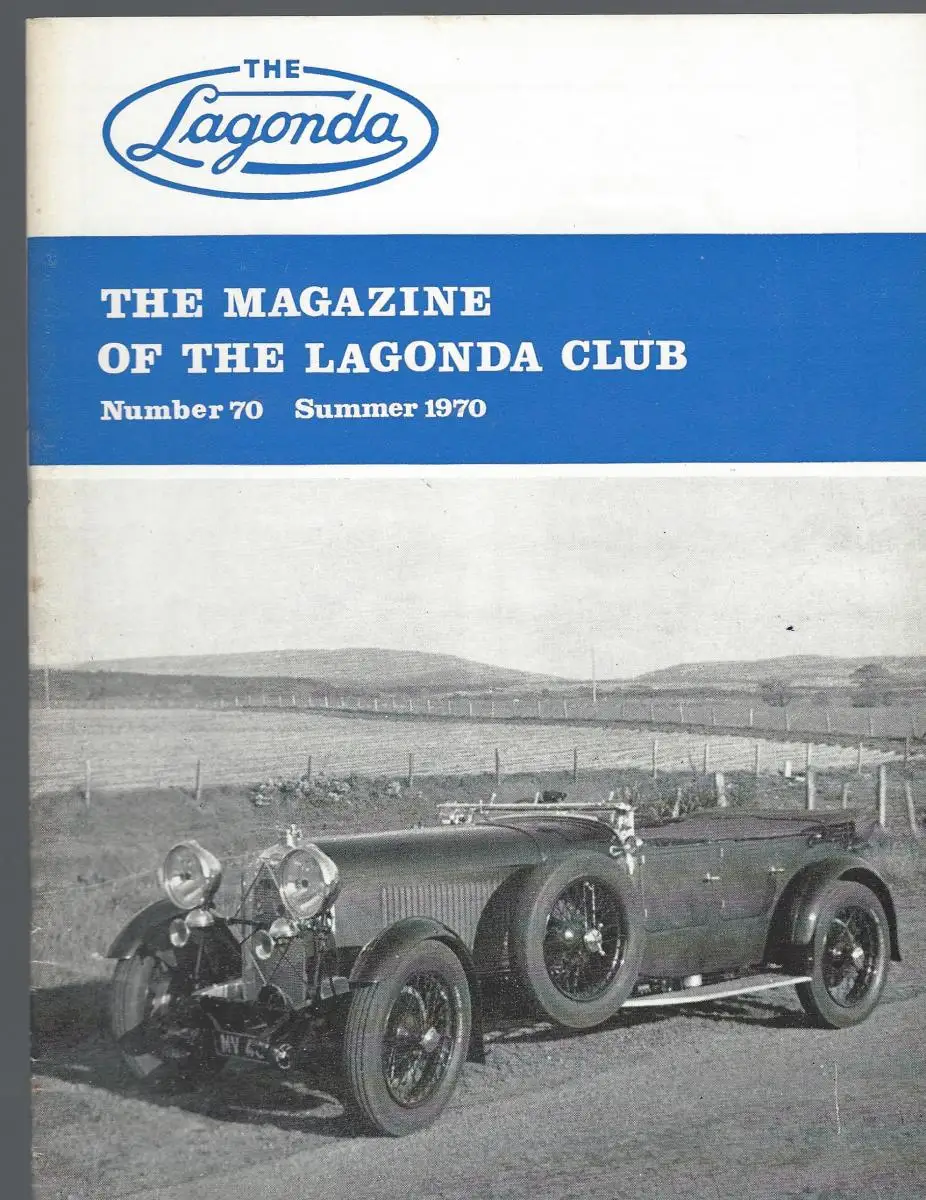 THE
Lagonda
THE MAGAZINE
OF THE LAGONDA CLUB
Number 70 Summer 1970